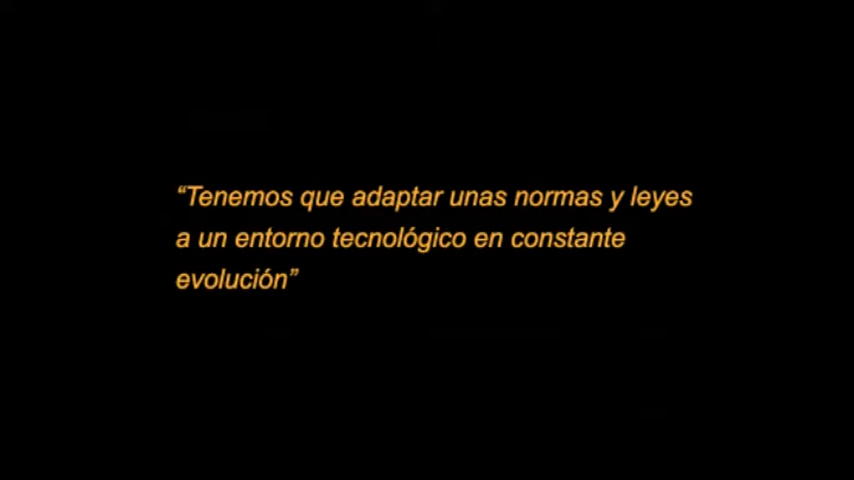 “Tenemos que adaptar unas normas y leyes
a un entorno tecnológico en constante
evolución”